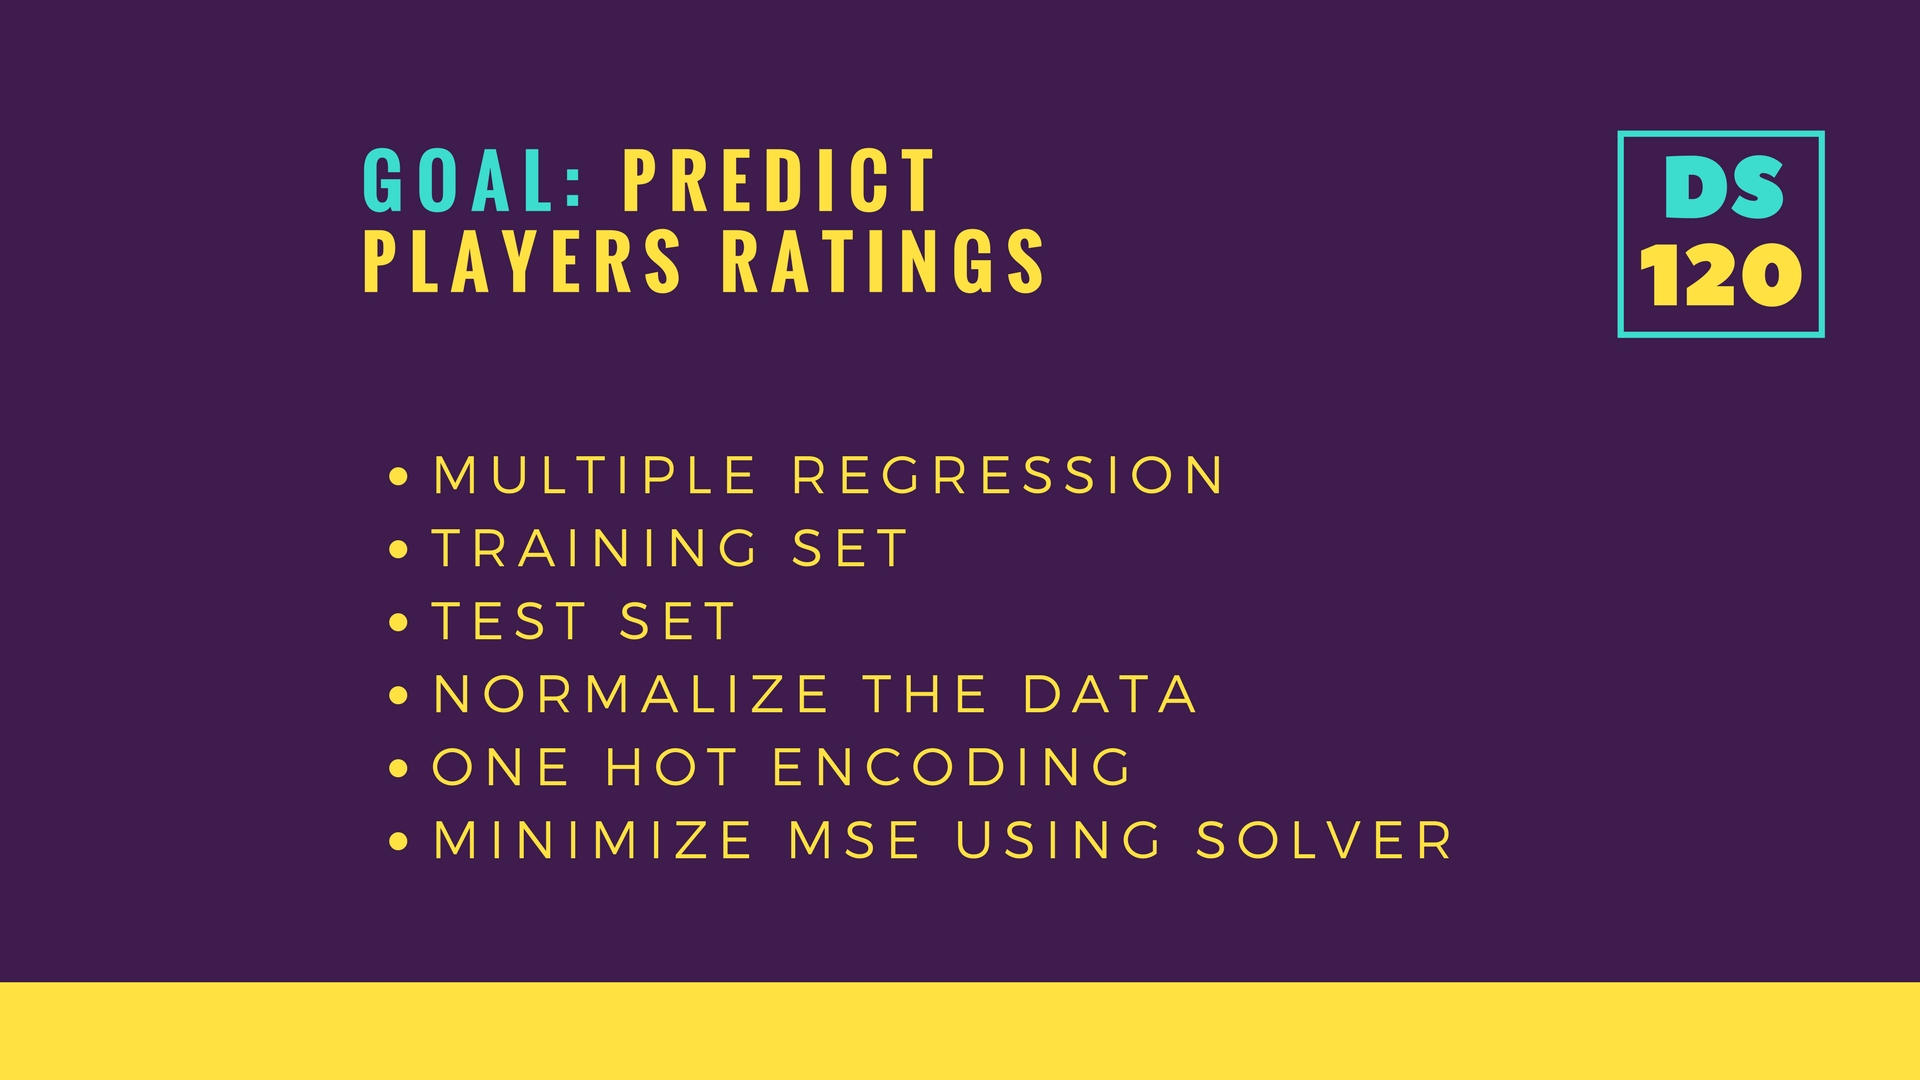 GOAL: PREDICT
PLAYERS RATINGS
DS
120
• MULTIPLE REGRESSION
• TRAINING SET
• TEST SET
• NORMALIZE THE DATA
• ONE HOT ENCODING
• MINIMIZE MSE USING SOLVER